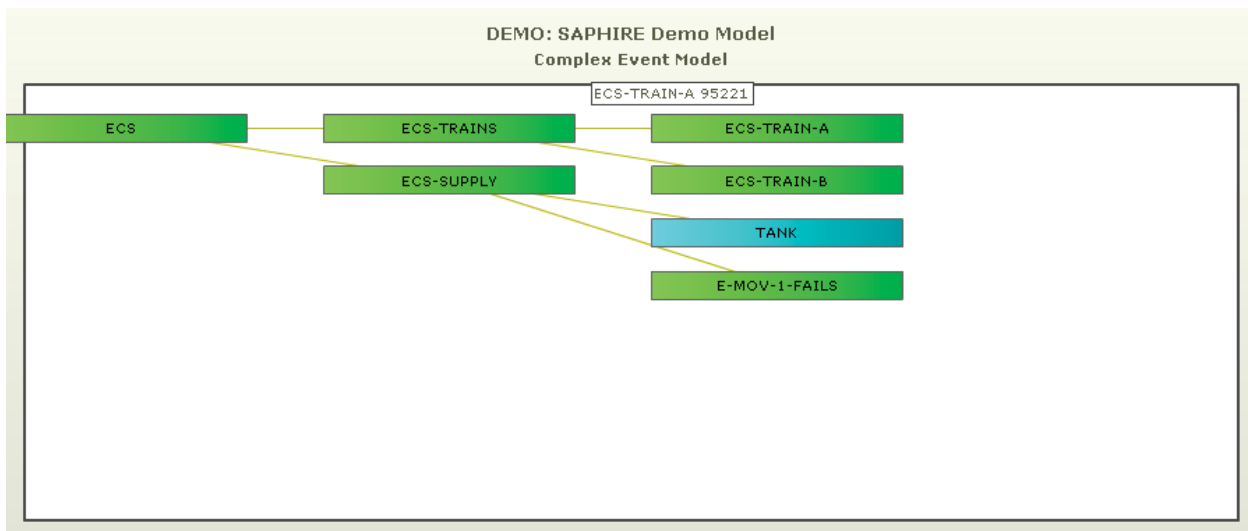 DEMO: SAPHIRE Demo Model
Complex Event Model
ECS-TRAIN-A 95221
ECS ECS-TRAINS ECS-TRAIN-A
ECS-SUPPLY ECS-TRAIN-B
TANK
E-MOV-1-FAILS